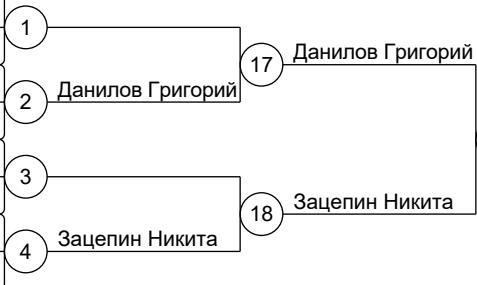 1
17 Данилов Григорий
2 Данилов Григорий
3
18 Зацепин Никита
4 Зацепин Никита